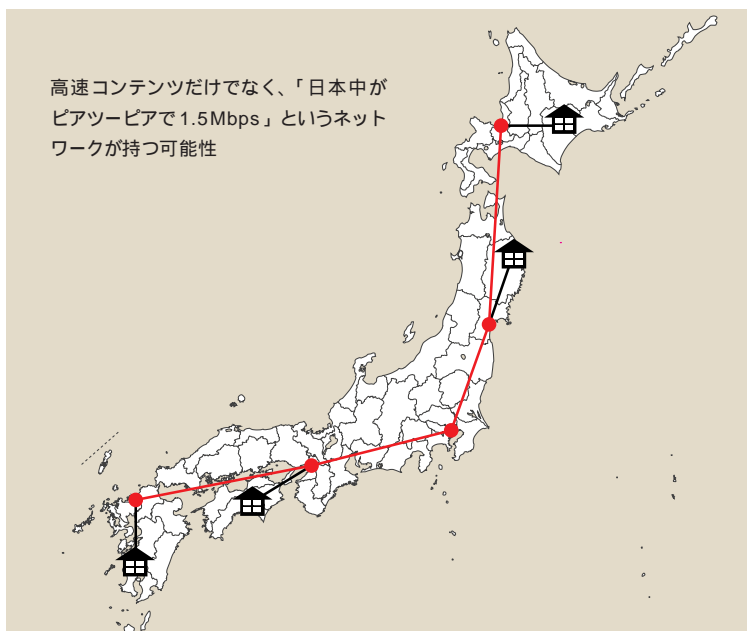 高速コンテンツだけでなく、「日本中が
ピアツーピアで1.5Mbps」というネット
ワークが持つ可能性